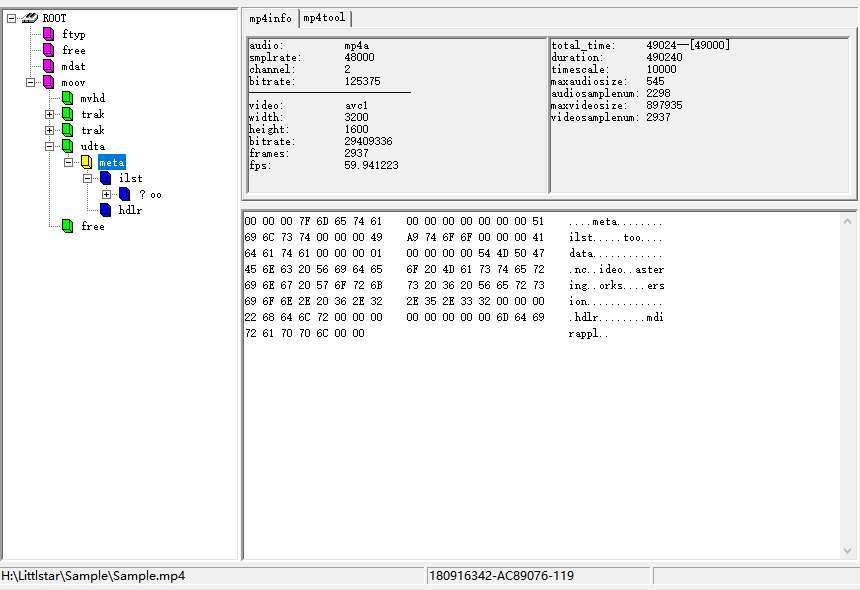 ROOT
ftyp
free
mdat
moov
mvhd
trak
trak
udta
meta
ilst
? oo
hdlr
free
mp4info mp4tool
audio: mp4a
smplrate: 48000
channel: 2
bitrate: 125375
video: avc1
width: 3200
height: 1600
bitrate: 29409336
frames: 2937
fps: 59.941223
total_time: 49024--[49000]
duration: 490240
timescale: 10000
maxaudiosize: 545
audiosamplenum: 2298
maxvideosize: 897935
videosamplenum: 2937
00 00 00 7F 6D 65 74 61 00 00 00 00 00 00 00 51 ....meta........
69 6C 73 74 00 00 00 49 A9 74 6F 6F 00 00 00 41 ilst.....too....
64 61 74 61 00 00 00 01 00 00 00 00 54 4D 50 47 data............
45 6E 63 20 56 69 64 65 6F 20 4D 61 73 74 65 72 .nc..ideo..aster
69 6E 67 20 57 6F 72 6B 73 20 36 20 56 65 72 73 ing..orks....ers
69 6F 6E 2E 20 36 2E 32 2E 35 2E 33 32 00 00 00 ion.............
22 68 64 6C 72 00 00 00 00 00 00 00 00 6D 64 69 .hdlr........mdi
72 61 70 70 6C 00 00 rappl..
H:\Littlstar\Sample\Sample.mp4 180916342-AC89076-119